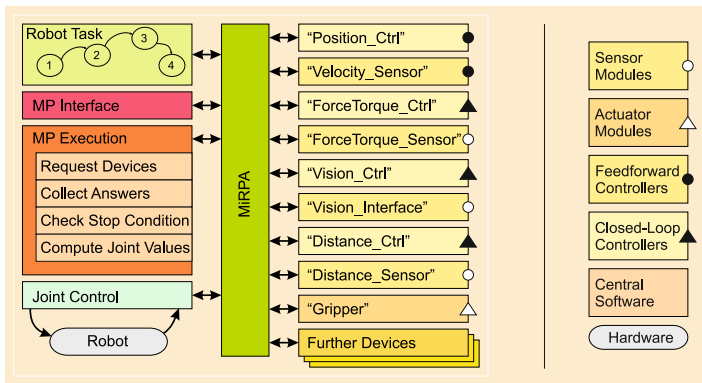 Robot Task
1
2
3
4
MP Interface
MP Execution
Request Devices
Collect Answers
Check Stop Condition
Compute Joint Values
Joint Control
Robot
MiRPA
“Position_Ctrl”
“Velocity_Sensor”
“ForceTorque_Ctrl”
“ForceTorque_Sensor”
“Vision_Ctrl”
“Vision_Interface”
“Distance_Ctrl”
“Distance_Sensor”
“Gripper”
Further Devices
Sensor
Modules
Actuator
Modules
Feedforward
Controllers
Closed-Loop
Controllers
Central
Software
Hardware